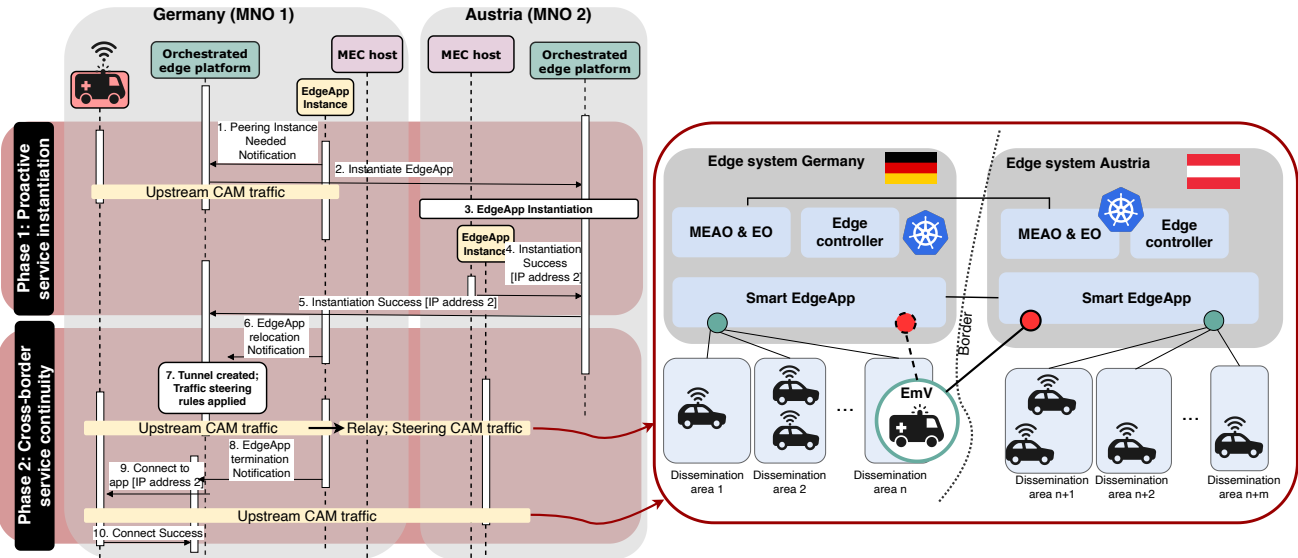 Germany (MNO 1)
Austria (MNO 2)
Orchestrated
edge platform
MEC host
MEC host
Orchestrated
edge platform
EdgeApp
Instance
Phase 1: Proactive
service instantiation
1. Peering Instance
Needed
Notification
2. Instantiate EdgeApp
Upstream CAM traffic
3. EdgeApp Instantiation
EdgeApp
Instance
4. Instantiation
Success
[IP address 2]
5. Instantiation Success [IP address 2]
Phase 2: Cross-border
service continuity
6. EdgeApp
relocation
Notification
7. Tunnel created;
Traffic steering
rules applied
Upstream CAM traffic
Relay; Steering CAM traffic
8. EdgeApp
termination
Notification
9. Connect to
app [IP address 2]
Upstream CAM traffic
10. Connect Success
Edge system Germany
Edge system Austria
MEAO & EO
Edge
controller
MEAO & EO
Edge
controller
Smart EdgeApp
Smart EdgeApp
Border
EmV
...
...
Dissemination
area 1
Dissemination
area 2
Dissemination
area n
Dissemination
area n+1
Dissemination
area n+2
Dissemination
area n+m